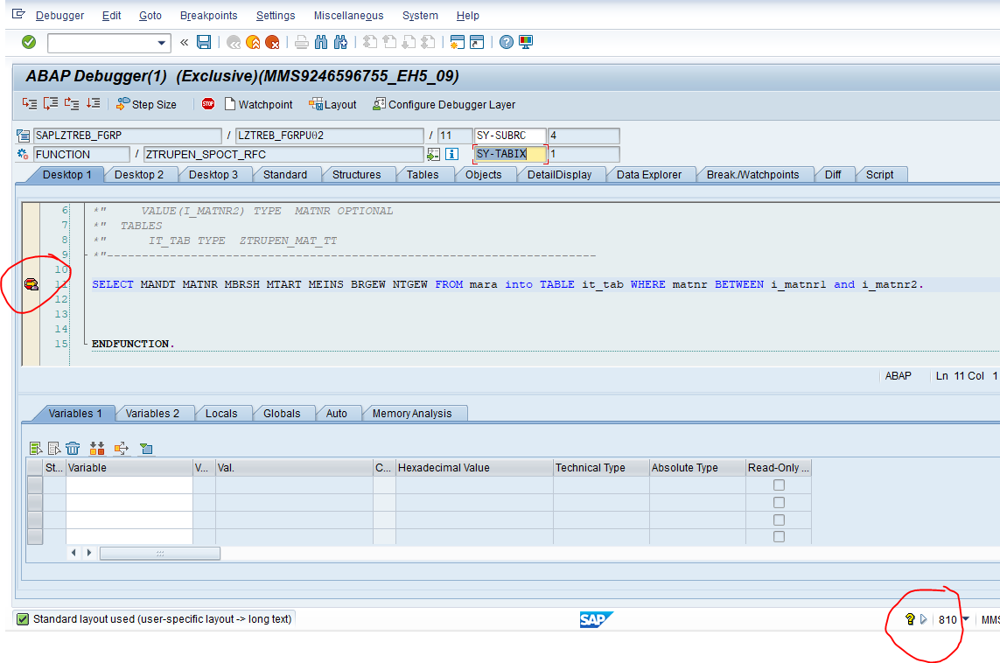 Debugger Edit Goto Breakpoints Settings Miscellaneous System Help
«
ABAP Debugger(1) (Exclusive)(MMS9246596755_EH5_09)
Step Size STOP Watchpoint Layout Configure Debugger Layer
SAPLZTREB_FGRP / LZTREB_FGRPU02 / 11 SY-SUBRC 4
FUNCTION / ZTRUPEN_SPOCT_RFC SY-TABIX 1
Desktop 1 Desktop 2 Desktop 3 Standard Structures Tables Objects DetailDisplay Data Explorer Break./Watchpoints Diff Script
6 *" VALUE(I_MATNR2) TYPE MATNR OPTIONAL
7 *" TABLES
8 *" IT_TAB TYPE ZTRUPEN_MAT_TT
9 *"----------------------------------------------------------------------
10
11 SELECT MANDT MATNR MBRSH MTART MEINS BRGEW NTGEW FROM mara into TABLE it_tab WHERE matnr BETWEEN i_matnr1 and i_matnr2.
12
13
14
15 ENDFUNCTION.
ABAP Ln 11 Col 1
Variables 1 Variables 2 Locals Globals Auto Memory Analysis
St... Variable V... Val. C... Hexadecimal Value Technical Type Absolute Type Read-Only ...
Standard layout used (user-specific layout -> long text) SAP 810 MMS